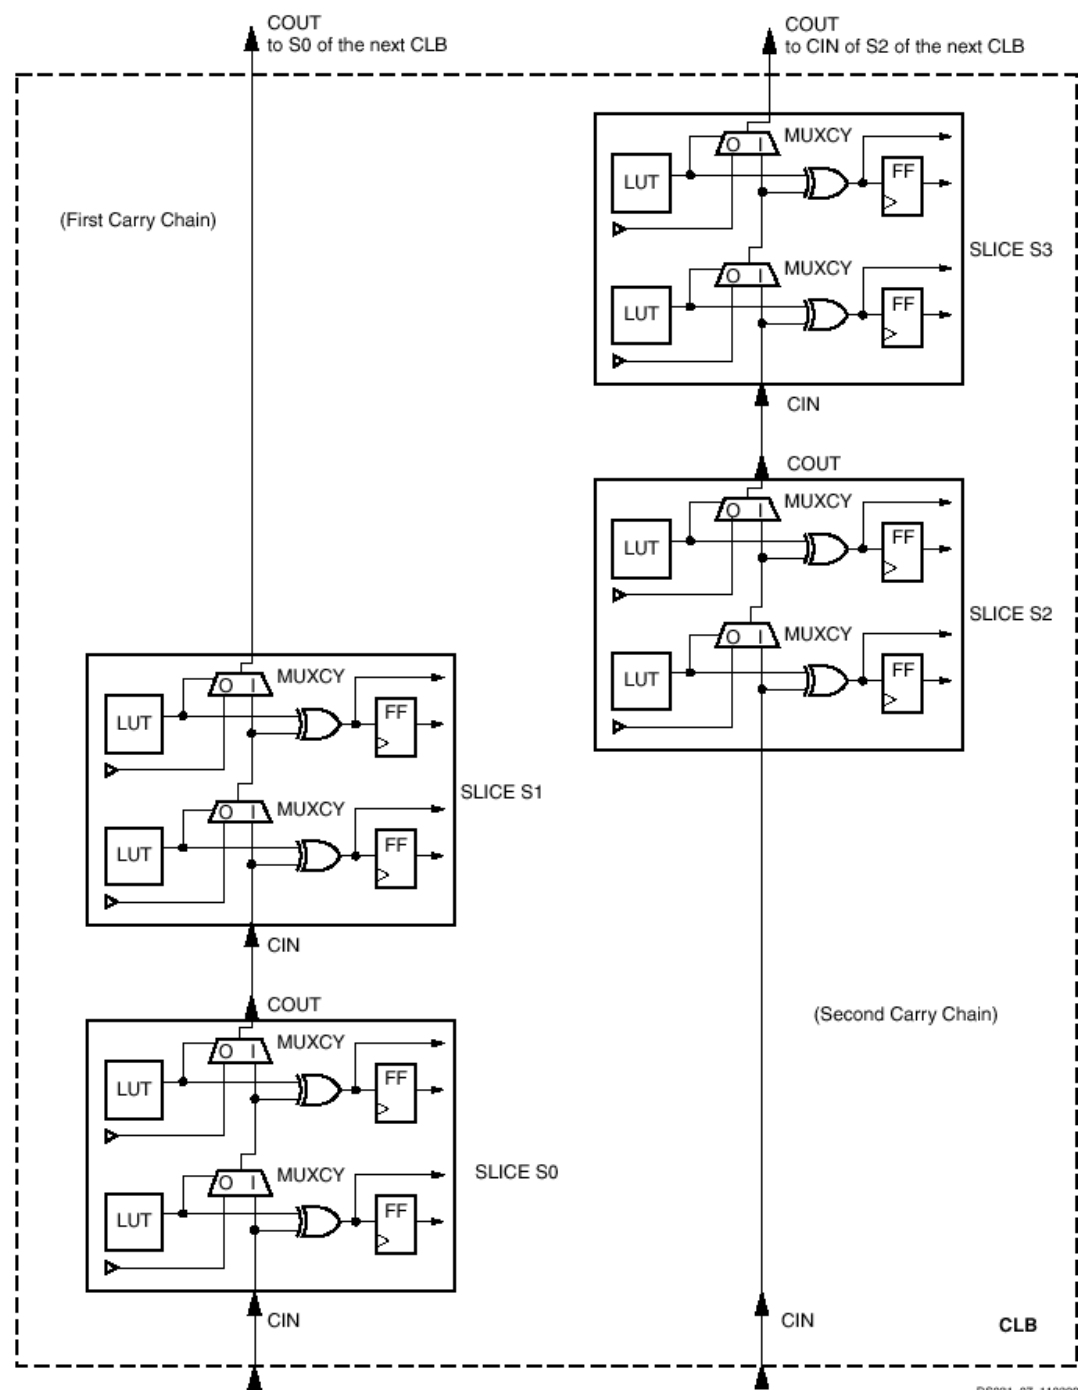 COUT
to S0 of the next CLB
COUT
to CIN of S2 of the next CLB
(First Carry Chain)
O I
MUXCY
LUT
FF
SLICE S3
O I
MUXCY
LUT
FF
CIN
COUT
O I
MUXCY
LUT
FF
SLICE S2
O I
MUXCY
LUT
FF
O I
MUXCY
LUT
FF
SLICE S1
O I
MUXCY
LUT
FF
CIN
COUT
(Second Carry Chain)
O I
MUXCY
LUT
FF
SLICE S0
O I
MUXCY
LUT
FF
CIN
CIN
CLB